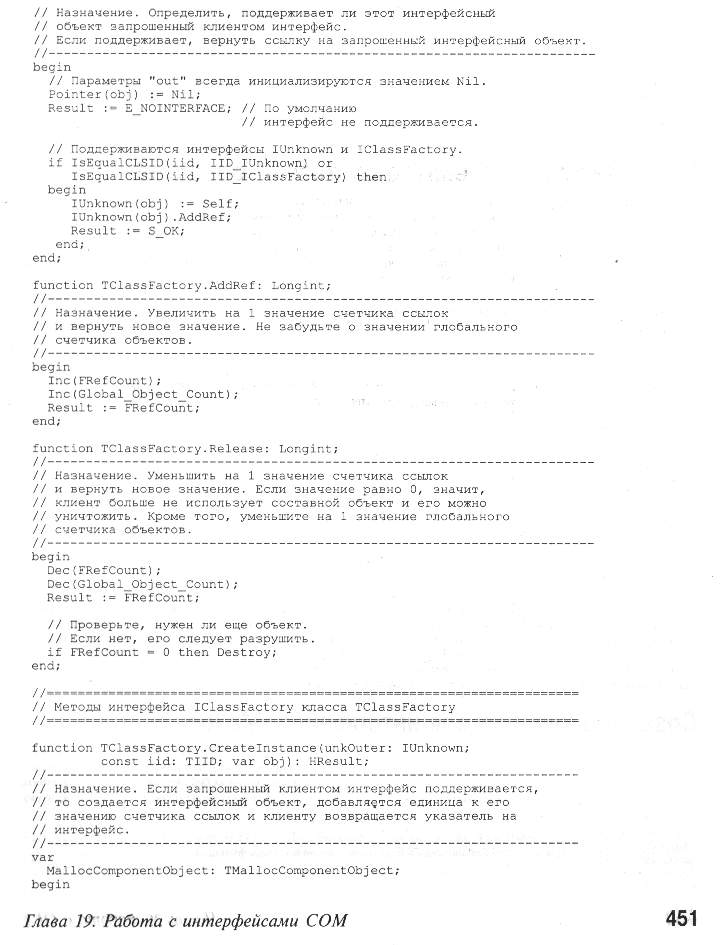 // Назначение. Определить, поддерживает ли этот интерфейсный
// объект запрошенный клиентом интерфейс.
// Если поддерживает, вернуть ссылку на запрошенный интерфейсный объект.
//-----------------------------------------------------------------------
begin
// Параметры "out" всегда инициализируются значением Nil.
Pointer(obj) := Nil;
Result := E_NOINTERFACE; // По умолчанию
// интерфейс не поддерживается.
// Поддерживаются интерфейсы IUnknown и IClassFactory.
if IsEqualCLSID(iid, IID_IUnknown) or
IsEqualCLSID(iid, IID_IClassFactory) then
begin
IUnknown(obj) := Self;
IUnknown(obj).AddRef;
Result := S_OK;
end;
end;
function TClassFactory.AddRef: Longint;
//-----------------------------------------------------------------------
// Назначение. Увеличить на 1 значение счетчика ссылок
// и вернуть новое значение. Не забудьте о значении глобального
// счетчика объектов.
//-----------------------------------------------------------------------
begin
Inc(FRefCount);
Inc(Global_Object_Count);
Result := FRefCount;
end;
function TClassFactory.Release: Longint;
//-----------------------------------------------------------------------
// Назначение. Уменьшить на 1 значение счетчика ссылок
// и вернуть новое значение. Если значение равно 0, значит,
// клиент больше не использует составной объект и его можно
// уничтожить. Кроме того, уменьшите на 1 значение глобального
// счетчика объектов.
//-----------------------------------------------------------------------
begin
Dec(FRefCount);
Dec(Global_Object_Count);
Result := FRefCount;
// Проверьте, нужен ли еще объект.
// Если нет, его следует разрушить.
if FRefCount = 0 then Destroy;
end;
//=====================================================================
// Методы интерфейса IClassFactory класса TClassFactory
//=====================================================================
function TClassFactory.CreateInstance(unkOuter: IUnknown;
const iid: TIID; var obj): HResult;
//---------------------------------------------------------------------
// Назначение. Если запрошенный клиентом интерфейс поддерживается,
// то создается интерфейсный объект, добавляется единица к его
// значению счетчика ссылок и клиенту возвращается указатель на
// интерфейс.
//---------------------------------------------------------------------
var
MallocComponentObject: TMallocComponentObject;
begin
Глава 19. Работа с интерфейсами COM
451